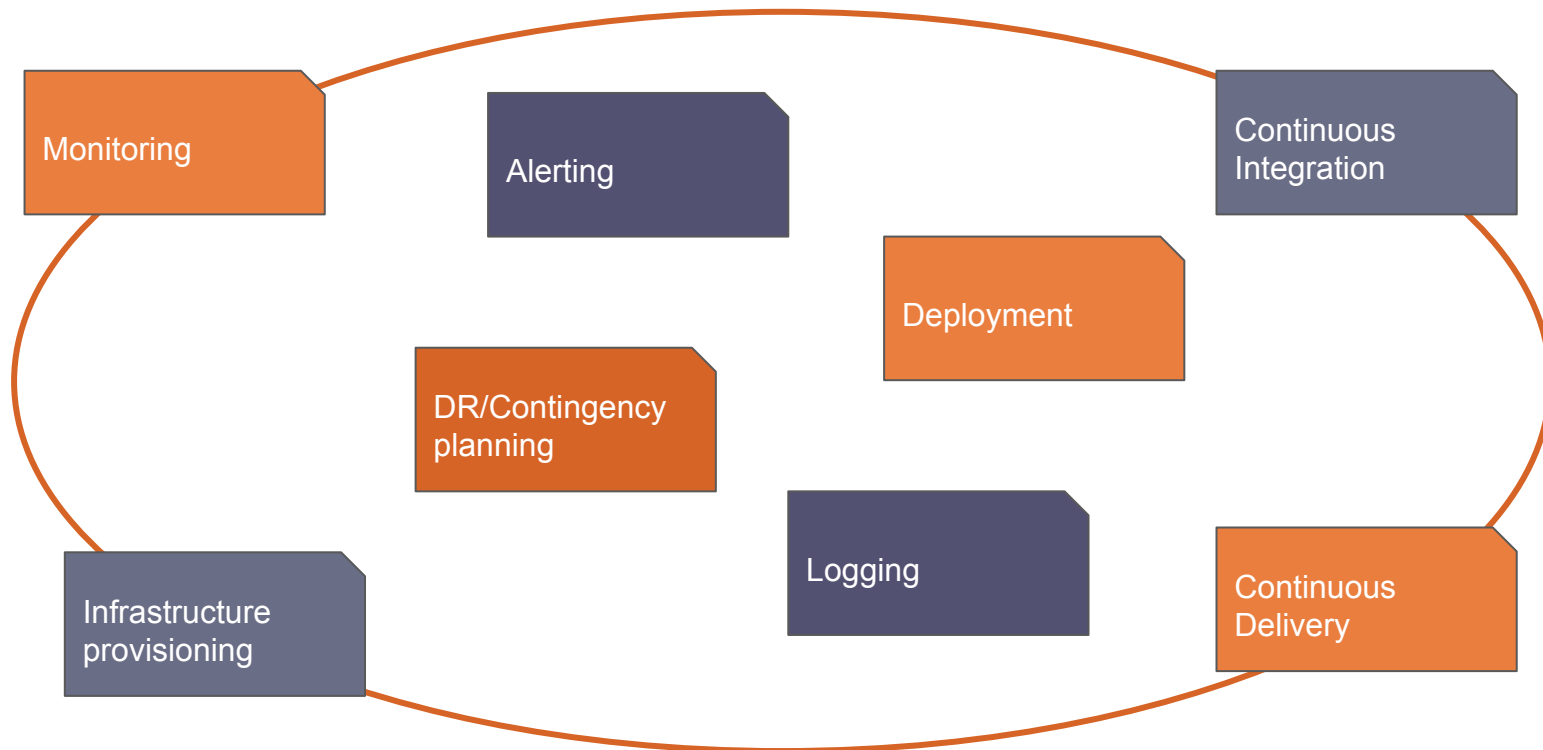 Monitoring
Alerting
Continuous
Integration
Deployment
DR/Contingency
planning
Logging
Infrastructure
provisioning
Continuous
Delivery